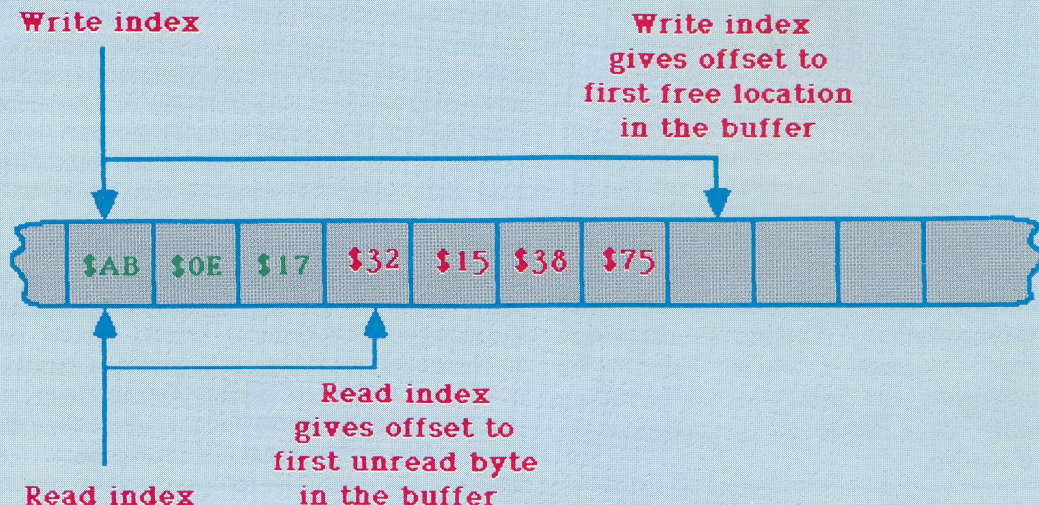 Write index
Write index
gives offset to
first free location
in the buffer
$AB $0E $17 $32 $15 $38 $75
Read index
gives offset to
first unread byte
in the buffer
Read index